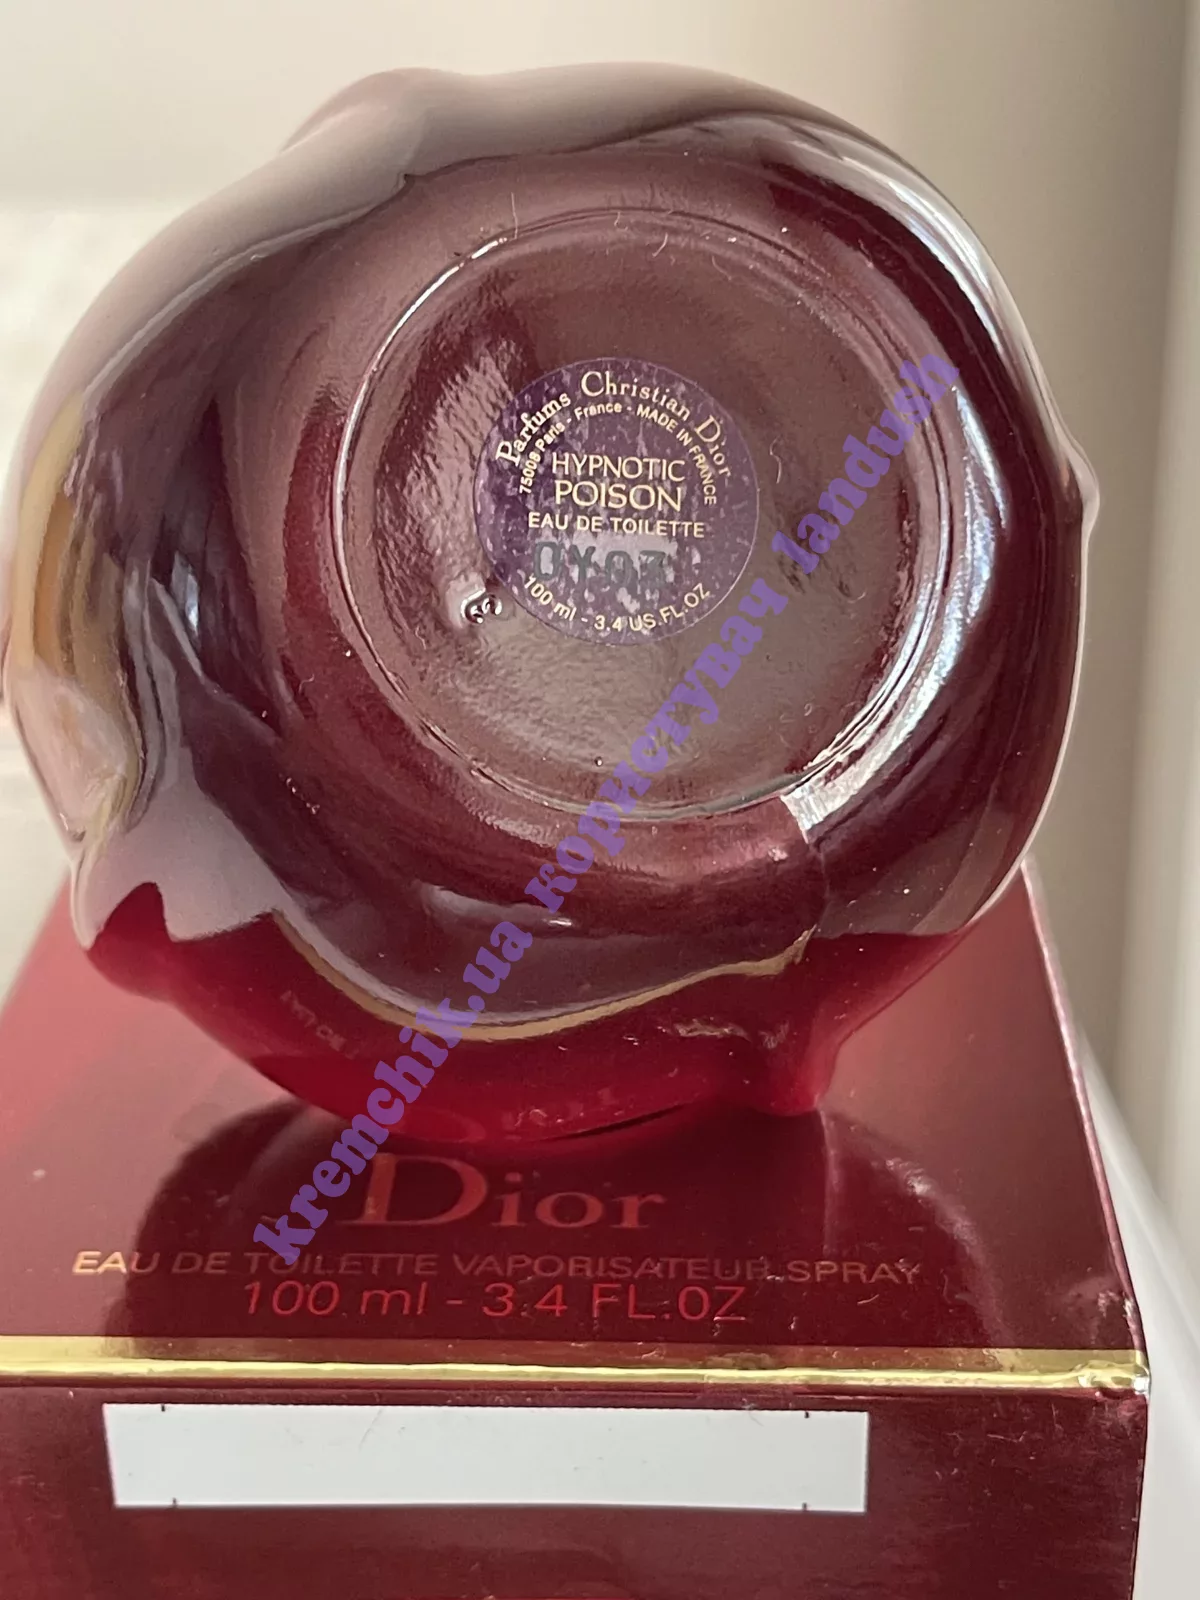 Parfums Christian Dior
75008 Paris - France - MADE IN FRANCE
HYPNOTIC
POISON
EAU DE TOILETTE
100 ml - 3.4 US.FL.OZ
kremchik.ua користувач landush
Dior
EAU DE TOILETTE VAPORISATEUR SPRAY
100 ml - 3.4 FL.OZ